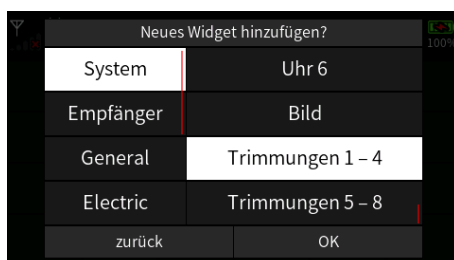 Neues Widget hinzufügen?
100%
System Uhr 6
Empfänger Bild
General Trimmungen 1 – 4
Electric Trimmungen 5 – 8
zurück OK